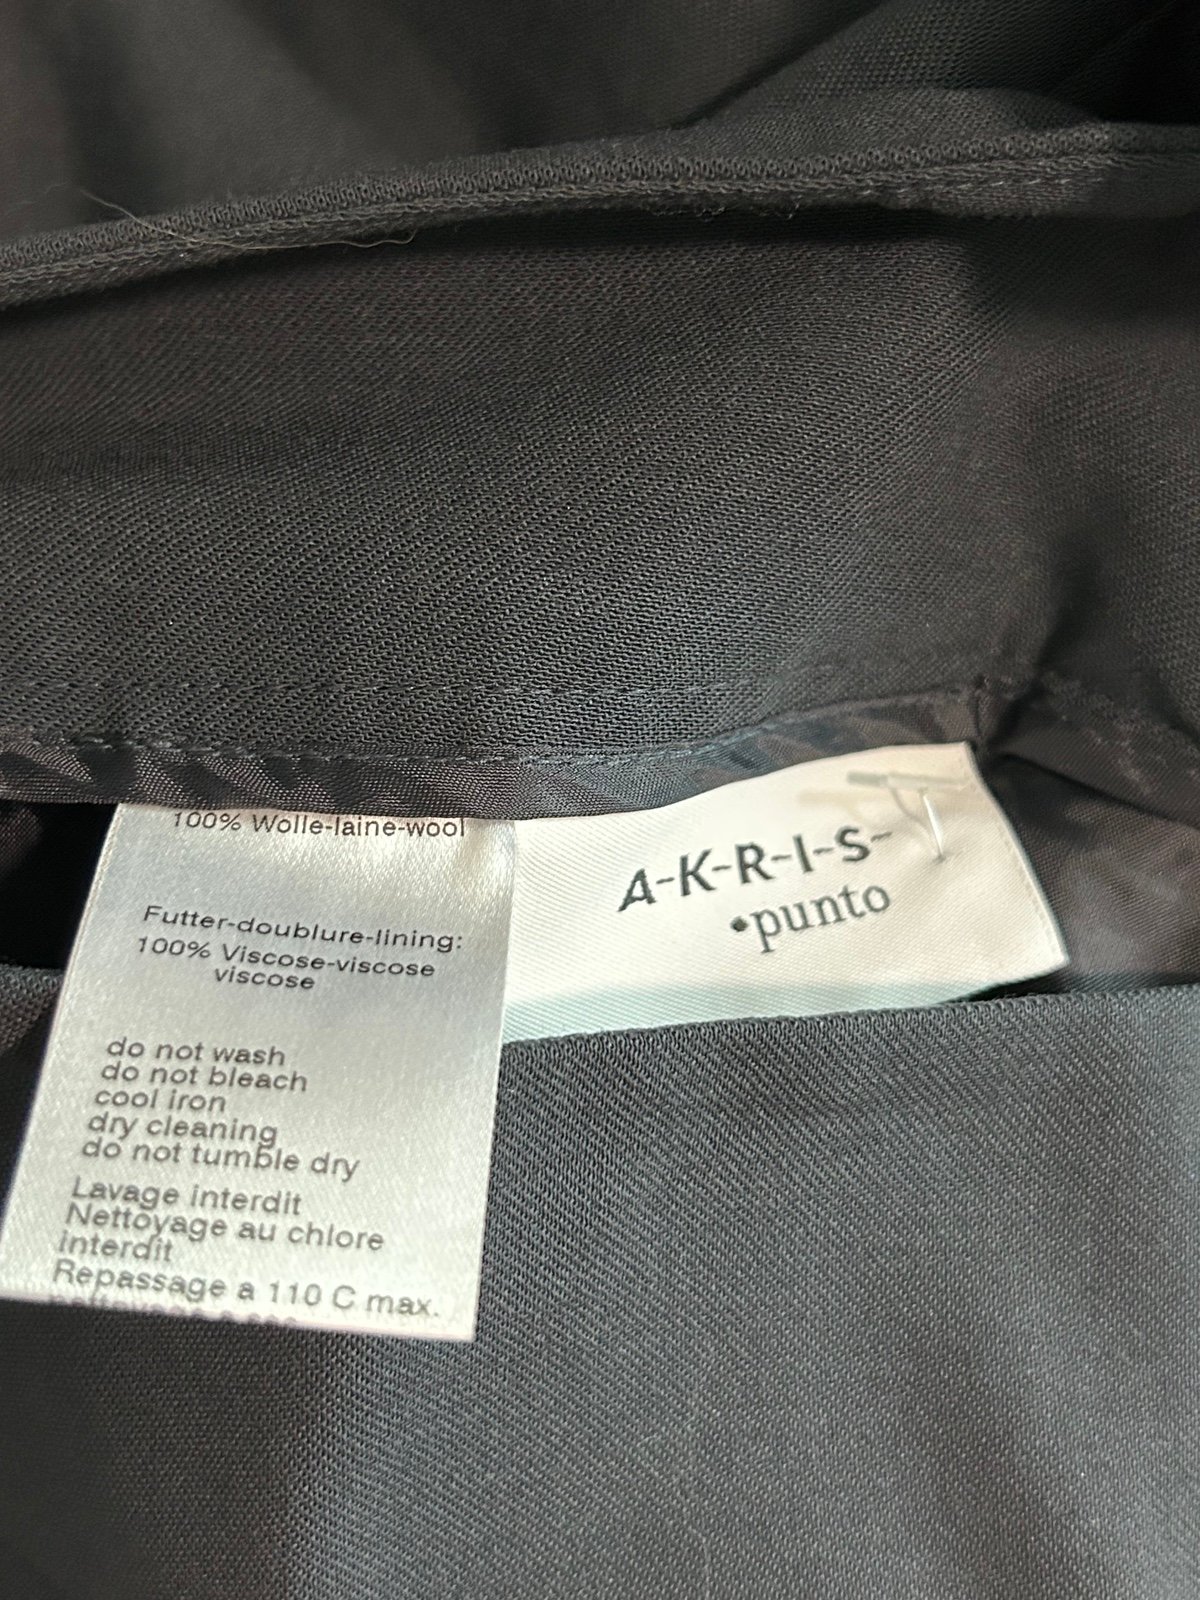 100% Wolle-laine-wool
Futter-doublure-lining:
100% Viscose-viscose
viscose
do not wash
do not bleach
cool iron
dry cleaning
do not tumble dry
Lavage interdit
Nettoyage au chlore
interdit
Repassage a 110 C max.
A-K-R-I-S-
•punto